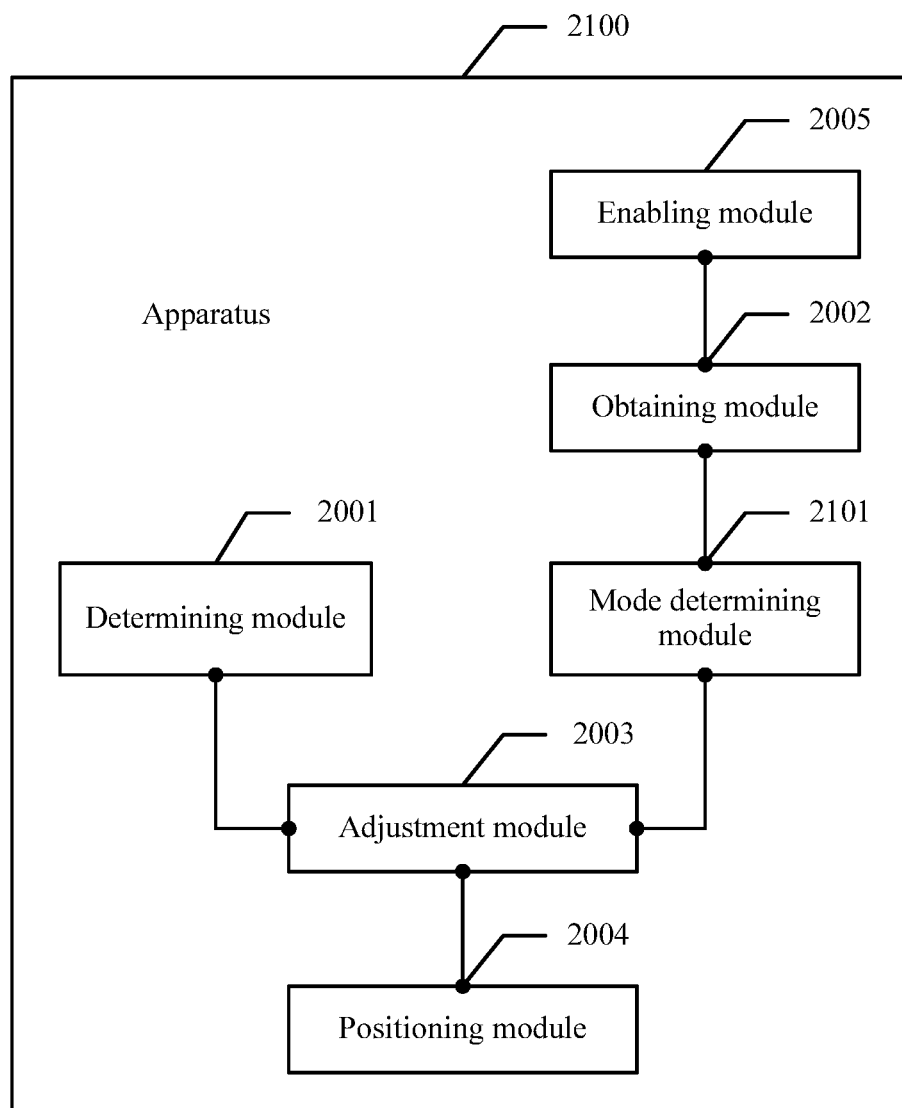 2100
2005
Enabling module
Apparatus
2002
Obtaining module
2001
2101
Determining module
Mode determining
module
2003
Adjustment module
2004
Positioning module